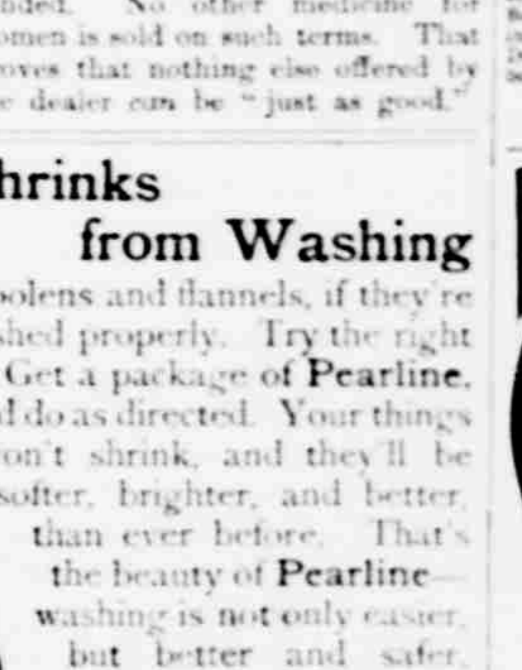 nded. No other medicine for
omen is sold on such terms. That
oves that nothing else offered by
e dealer can be "just as good."
hrinks
from Washing
oolens and flannels, if they're
shed properly. Try the right
Get a package of Pearline,
d do as directed. Your things
on't shrink, and they'll be
softer, brighter, and better,
than ever before. That's
the beauty of Pearline—
washing is not only easier,
but better and safer.